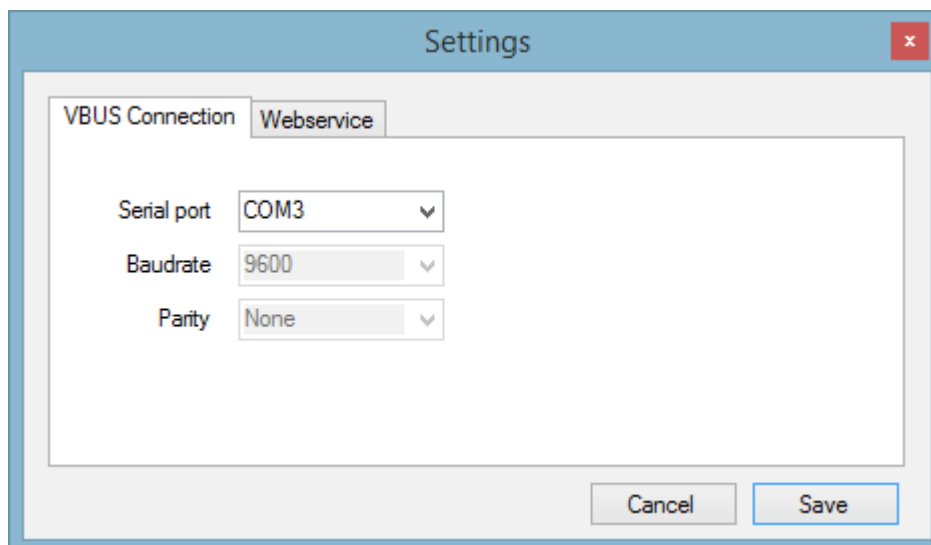 Settings
x
VBUS Connection Webservice
Serial port COM3
Baudrate 9600
Parity None
Cancel Save